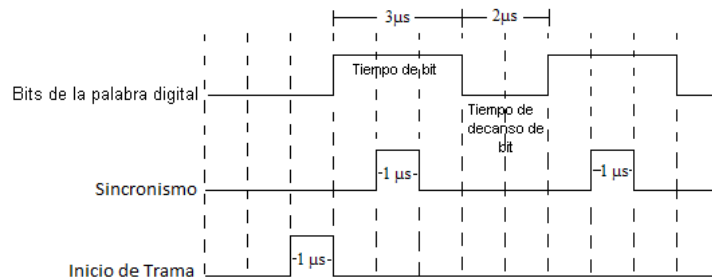 3µs
2µs
Bits de la palabra digital
Tiempo de bit
Tiempo de
decanso de
bit
Sincronismo
-1 µs-
-1 µs-
Inicio de Trama
-1 µs-